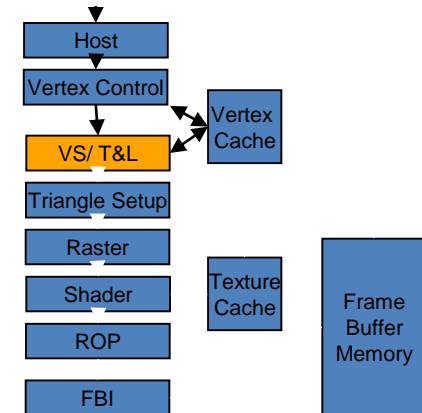 Host
Vertex Control
Vertex
Cache
VS/ T&L
Triangle Setup
Raster
Shader
Texture
Cache
ROP
Frame
Buffer
Memory
FBI